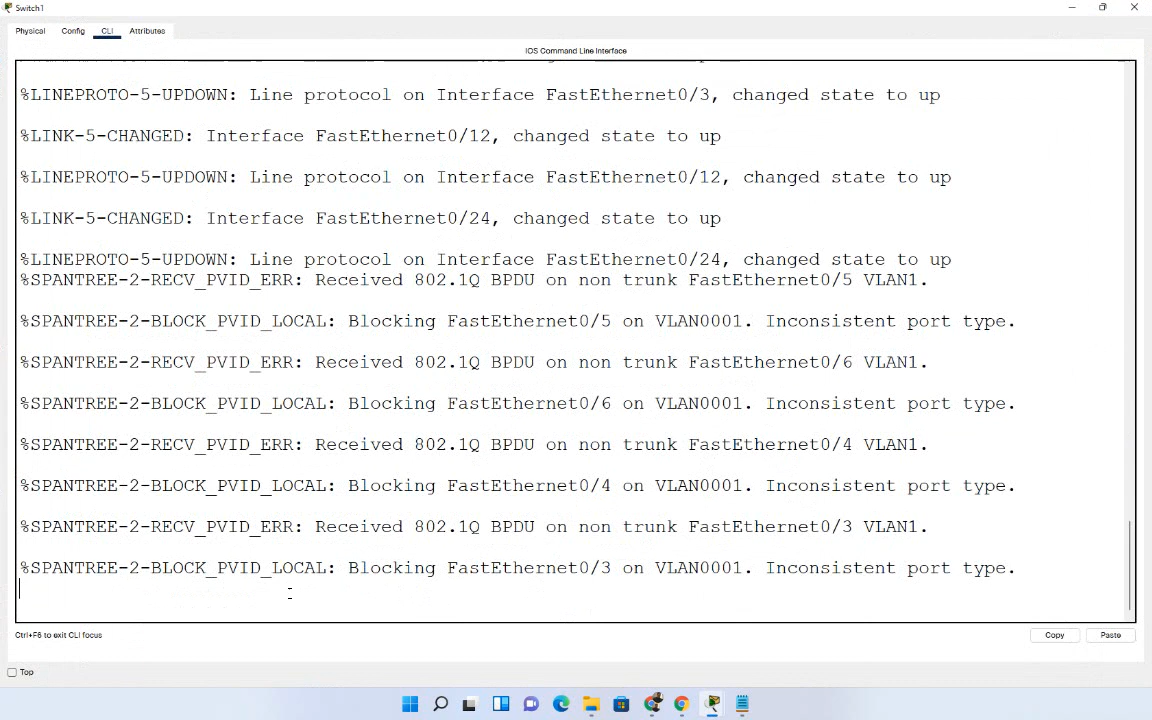 Switch1
Physical Config CLI Attributes
IOS Command Line Interface
%LINEPROTO-5-UPDOWN: Line protocol on Interface FastEthernet0/3, changed state to up
%LINK-5-CHANGED: Interface FastEthernet0/12, changed state to up
%LINEPROTO-5-UPDOWN: Line protocol on Interface FastEthernet0/12, changed state to up
%LINK-5-CHANGED: Interface FastEthernet0/24, changed state to up
%LINEPROTO-5-UPDOWN: Line protocol on Interface FastEthernet0/24, changed state to up
%SPANTREE-2-RECV_PVID_ERR: Received 802.1Q BPDU on non trunk FastEthernet0/5 VLAN1.
%SPANTREE-2-BLOCK_PVID_LOCAL: Blocking FastEthernet0/5 on VLAN0001. Inconsistent port type.
%SPANTREE-2-RECV_PVID_ERR: Received 802.1Q BPDU on non trunk FastEthernet0/6 VLAN1.
%SPANTREE-2-BLOCK_PVID_LOCAL: Blocking FastEthernet0/6 on VLAN0001. Inconsistent port type.
%SPANTREE-2-RECV_PVID_ERR: Received 802.1Q BPDU on non trunk FastEthernet0/4 VLAN1.
%SPANTREE-2-BLOCK_PVID_LOCAL: Blocking FastEthernet0/4 on VLAN0001. Inconsistent port type.
%SPANTREE-2-RECV_PVID_ERR: Received 802.1Q BPDU on non trunk FastEthernet0/3 VLAN1.
%SPANTREE-2-BLOCK_PVID_LOCAL: Blocking FastEthernet0/3 on VLAN0001. Inconsistent port type.
Ctrl+F6 to exit CLI focus
Copy Paste
Top